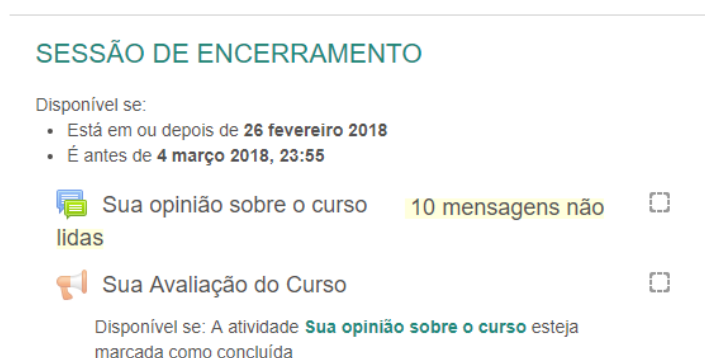 SESSÃO DE ENCERRAMENTO
Disponível se:
• Está em ou depois de 26 fevereiro 2018
• É antes de 4 março 2018, 23:55
Sua opinião sobre o curso 10 mensagens não
lidas
Sua Avaliação do Curso
Disponível se: A atividade Sua opinião sobre o curso esteja
marcada como concluída